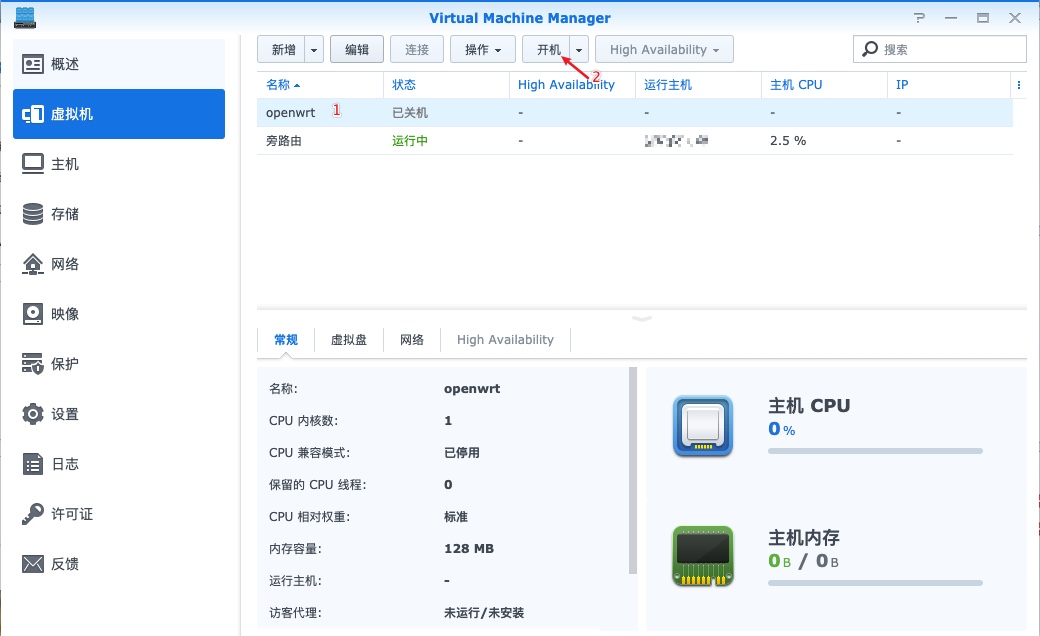 Virtual Machine Manager
概述
虚拟机
主机
存储
网络
映像
保护
设置
日志
许可证
反馈
新增 编辑 连接 操作 开机 High Availability 搜索
2
名称 状态 High Availability 运行主机 主机 CPU IP
openwrt 1 已关机 - - - -
旁路由 运行中 - 2.5 % -
常规 虚拟盘 网络 High Availability
名称: openwrt
CPU 内核数: 1
CPU 兼容模式: 已停用
保留的 CPU 线程: 0
CPU 相对权重: 标准
内存容量: 128 MB
运行主机: -
访客代理: 未运行/未安装
主机 CPU
0 %
主机内存
0 B / 0 B